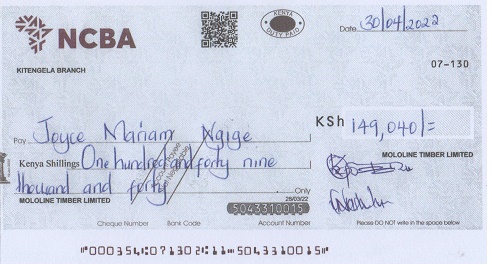 NCBA
KENYA
DUTY PAID
Date 30/04/2022
KITENGELA BRANCH
07-130
Pay Joyce Mariam Ngige
KSh 149,040/=
Kenya Shillings One hundred and forty nine
thousand and forty
Only
MOLOLINE TIMBER LIMITED
MOLOLINE TIMBER LIMITED
28/03/22
5043310015
Cheque Number Bank Code Account Number
Please DO NOT write in the space below
"000354⑆07130⑆11⑉5043310015"